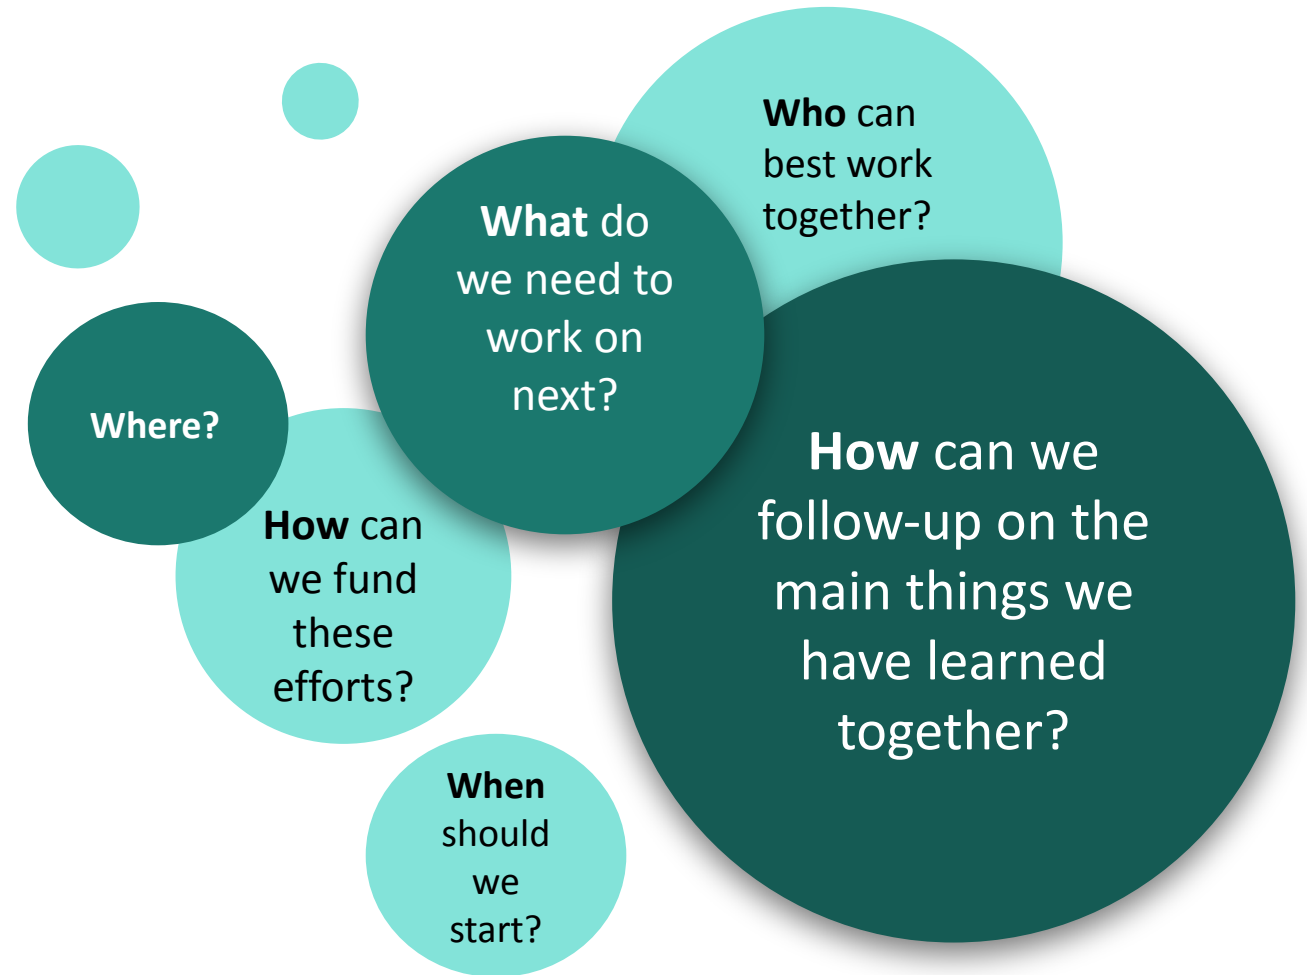 Who can
best work
together?
What do
we need to
work on
next?
Where?
How can we
follow-up on the
main things we
have learned
together?
How can
we fund
these
efforts?
When
should
we
start?